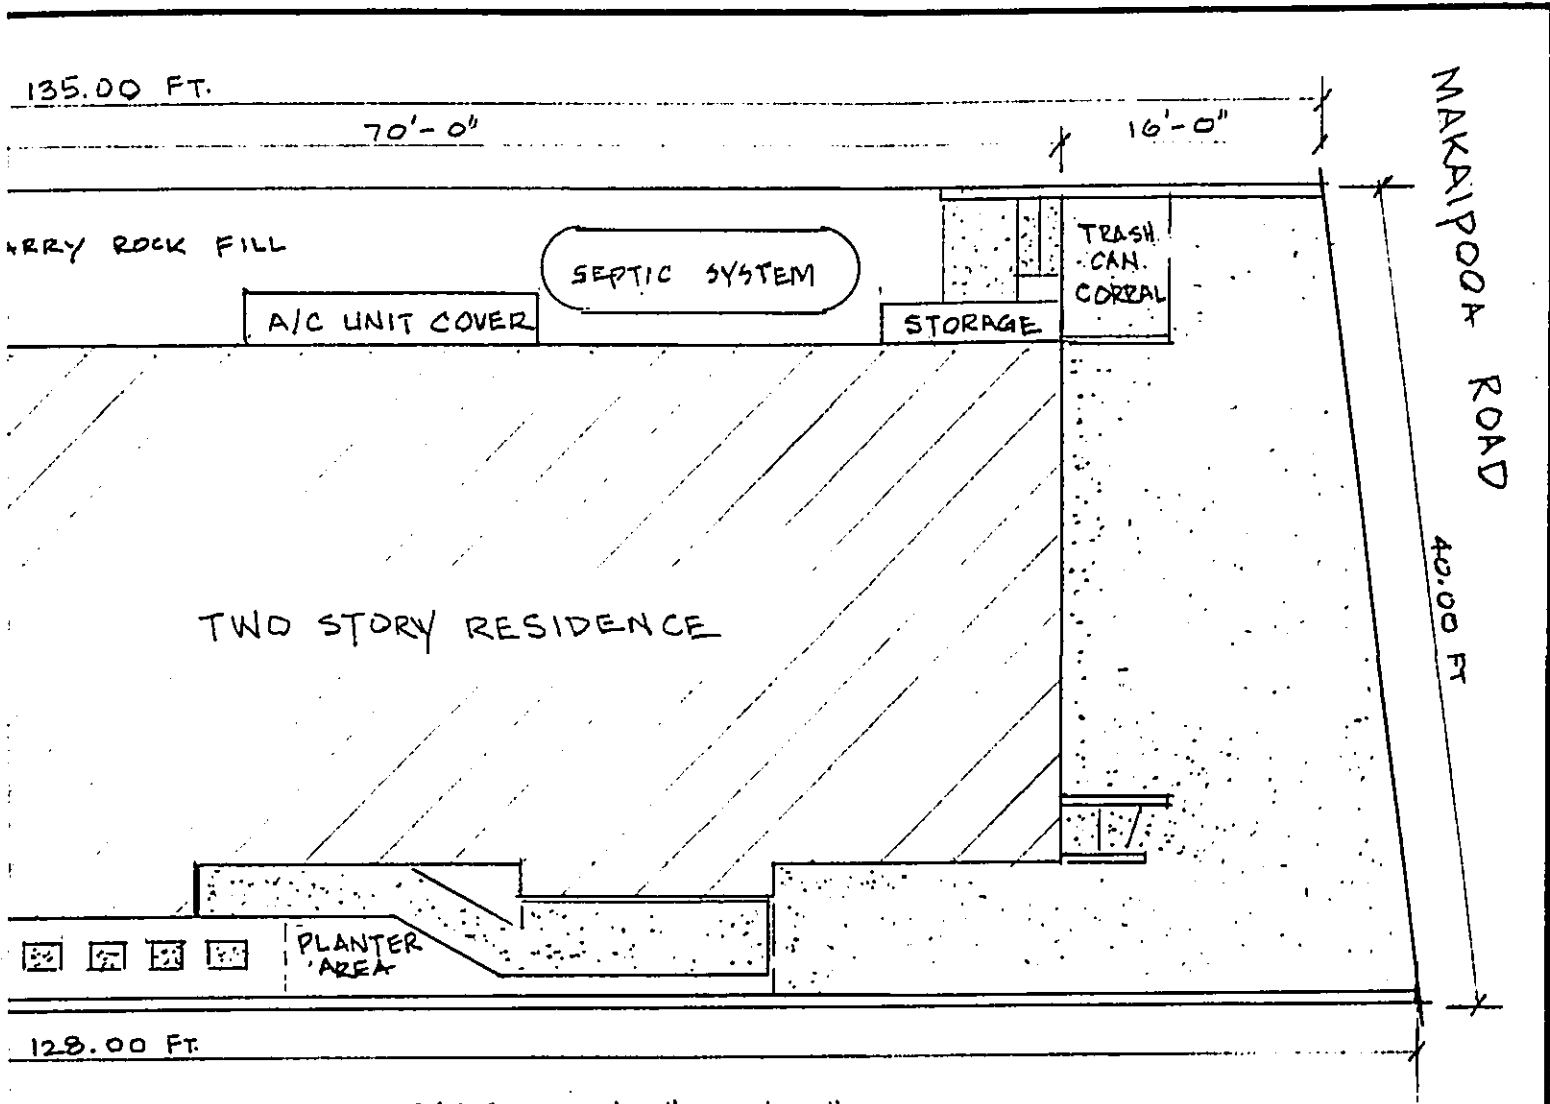 135.00 FT.
70'-0"
16'-0"
MAKAIPOOA ROAD
ARRY ROCK FILL
SEPTIC SYSTEM
TRASH
CAN
CORRAL
A/C UNIT COVER
STORAGE
40.00 FT
TWO STORY RESIDENCE
PLANTER
AREA
128.00 FT.